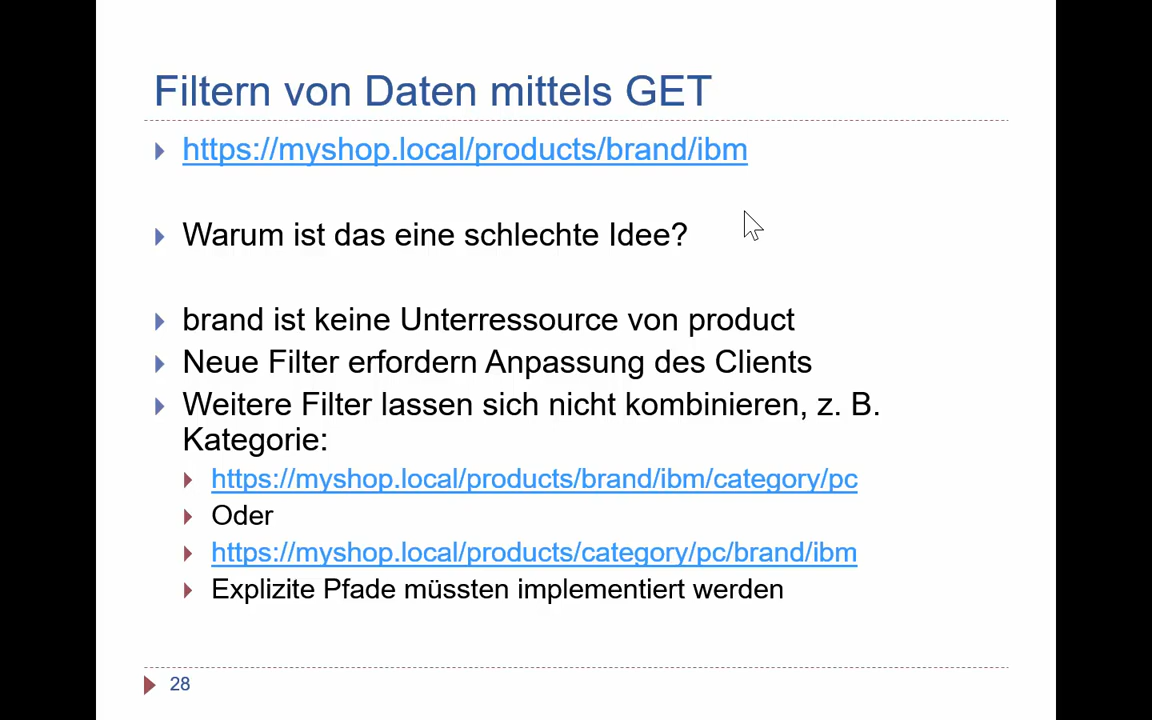 Filtern von Daten mittels GET
https://myshop.local/products/brand/ibm
Warum ist das eine schlechte Idee?
brand ist keine Unterressource von product
Neue Filter erfordern Anpassung des Clients
Weitere Filter lassen sich nicht kombinieren, z. B.
Kategorie:
https://myshop.local/products/brand/ibm/category/pc
Oder
https://myshop.local/products/category/pc/brand/ibm
Explizite Pfade müssten implementiert werden
28